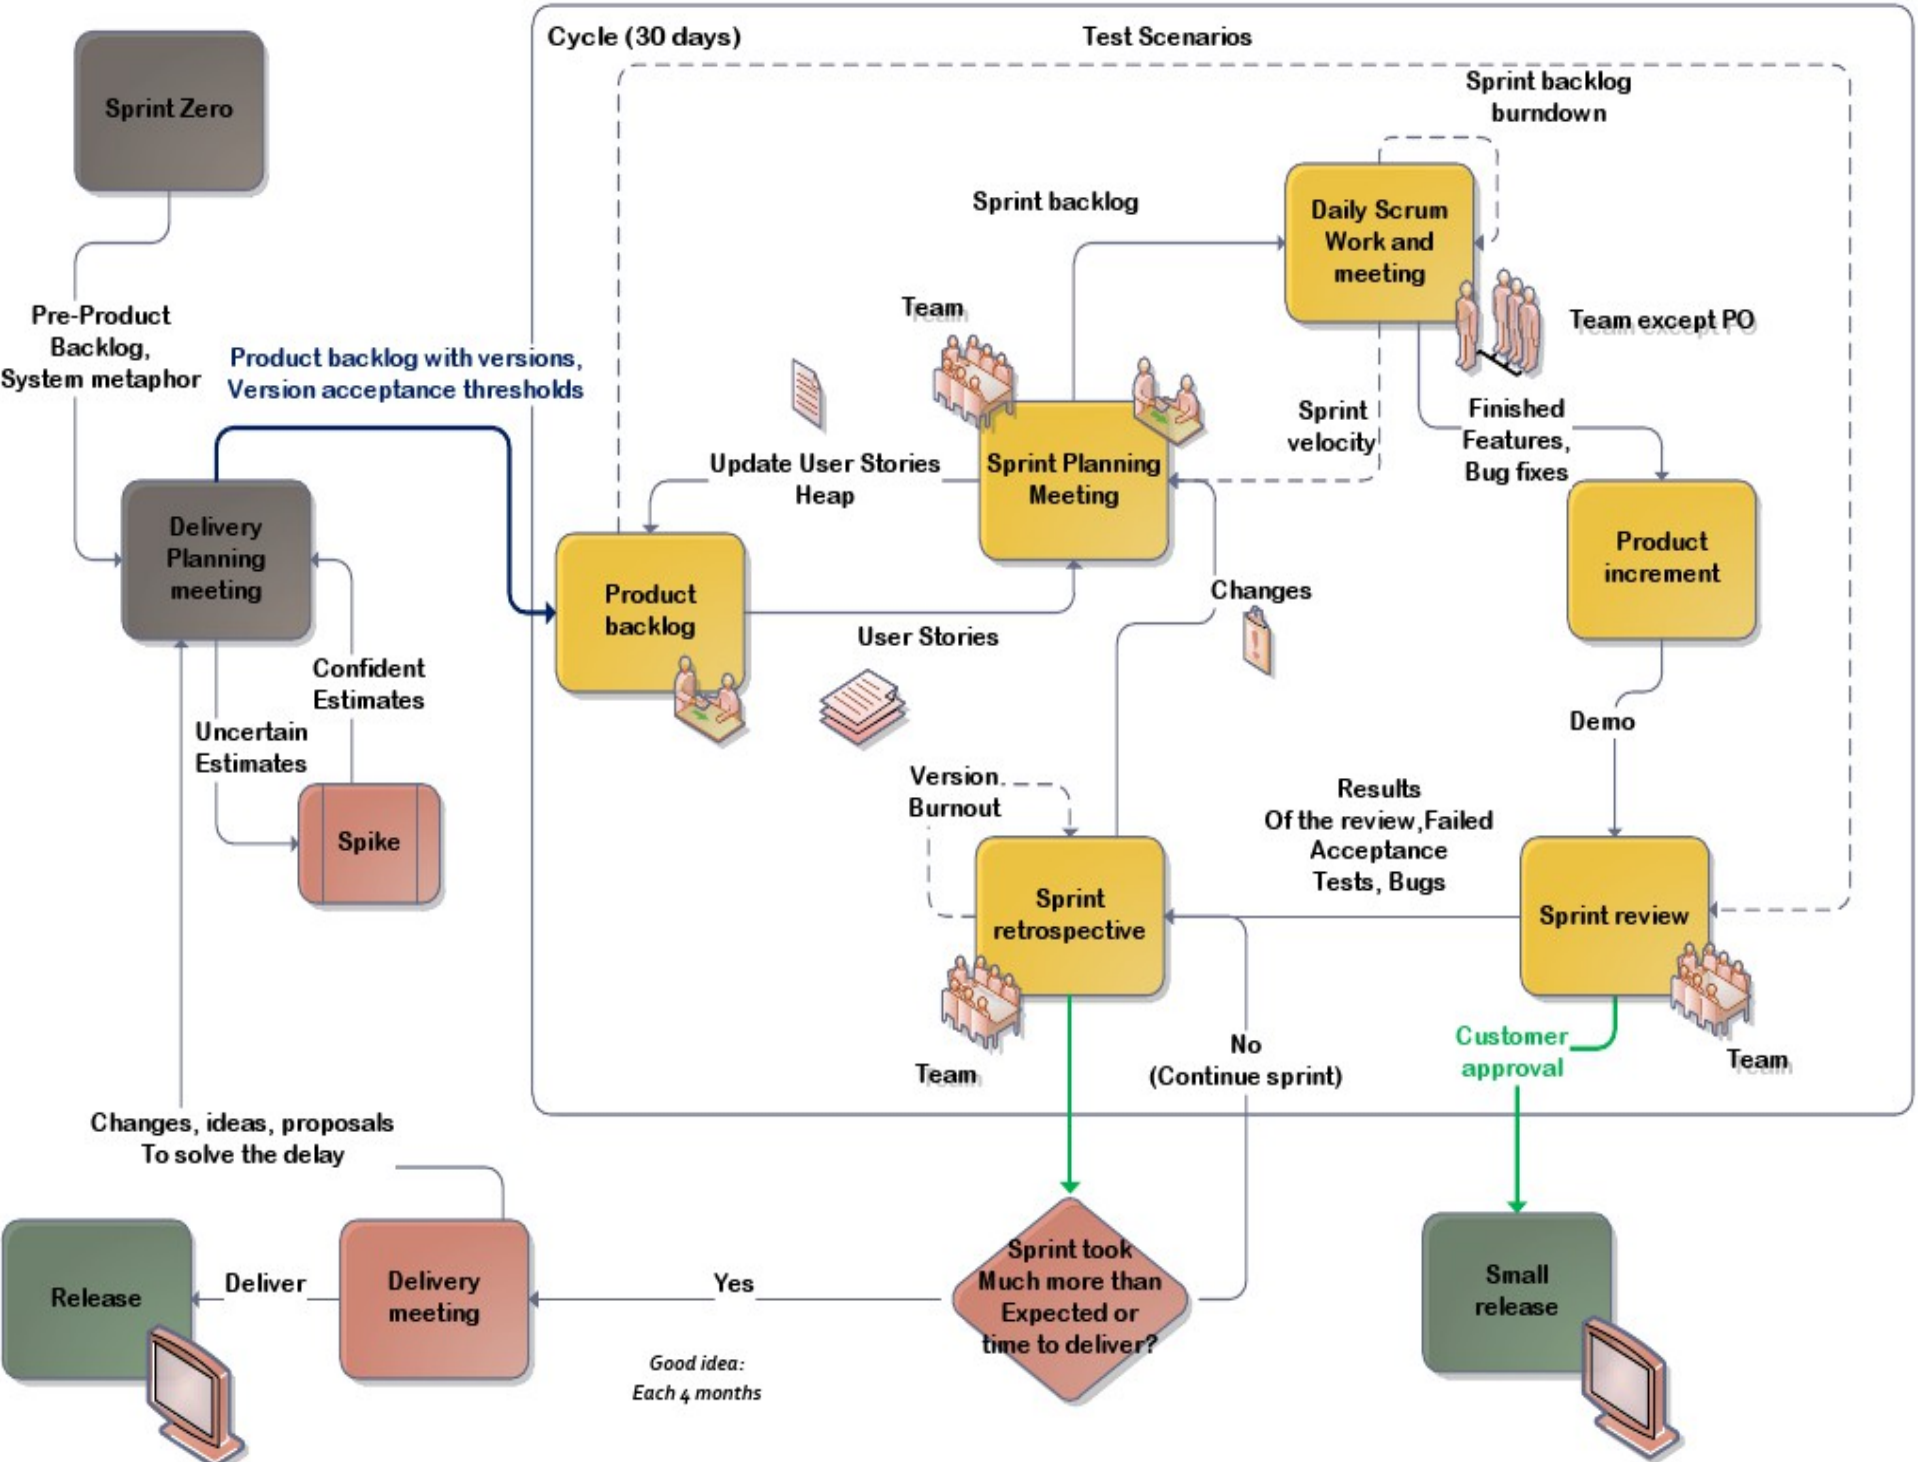 Cycle (30 days)
Test Scenarios
Sprint Zero
Sprint backlog
burndown
Sprint backlog
Daily Scrum
Work and
meeting
Team
Team except PO
Pre-Product
Backlog,
System metaphor
Product backlog with versions,
Version acceptance thresholds
Sprint
velocity
Finished
Features,
Bug fixes
Update User Stories
Heap
Sprint Planning
Meeting
Delivery
Planning
meeting
Product
increment
Product
backlog
Changes
User Stories
Confident
Estimates
Uncertain
Estimates
Demo
Version
Burnout
Results
Of the review,Failed
Acceptance
Tests, Bugs
Spike
Sprint
retrospective
Sprint review
Customer
approval
No
(Continue sprint)
Team
Team
Changes, ideas, proposals
To solve the delay
Release
Deliver
Delivery
meeting
Yes
Sprint took
Much more than
Expected or
time to deliver?
Small
release
Good idea:
Each 4 months